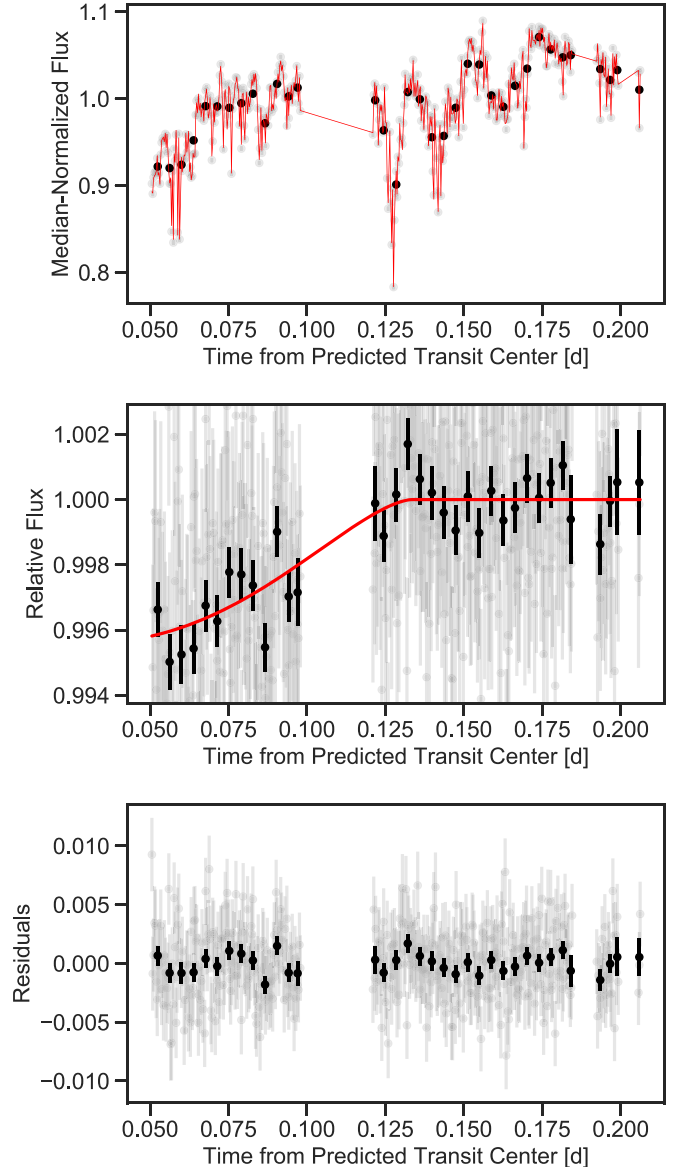 1.1
1.0
0.9
0.8
Median-Normalized Flux
0.050 0.075 0.100 0.125 0.150 0.175 0.200
Time from Predicted Transit Center [d]
1.002
1.000
0.998
0.996
0.994
Relative Flux
0.050 0.075 0.100 0.125 0.150 0.175 0.200
Time from Predicted Transit Center [d]
0.010
0.005
0.000
−0.005
−0.010
Residuals
0.050 0.075 0.100 0.125 0.150 0.175 0.200
Time from Predicted Transit Center [d]